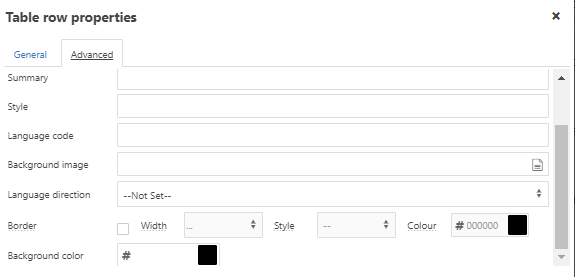 Table row properties ×
General Advanced
Summary
Style
Language code
Background image
Language direction --Not Set--
Border Width ... Style -- Colour # 000000
Background color #